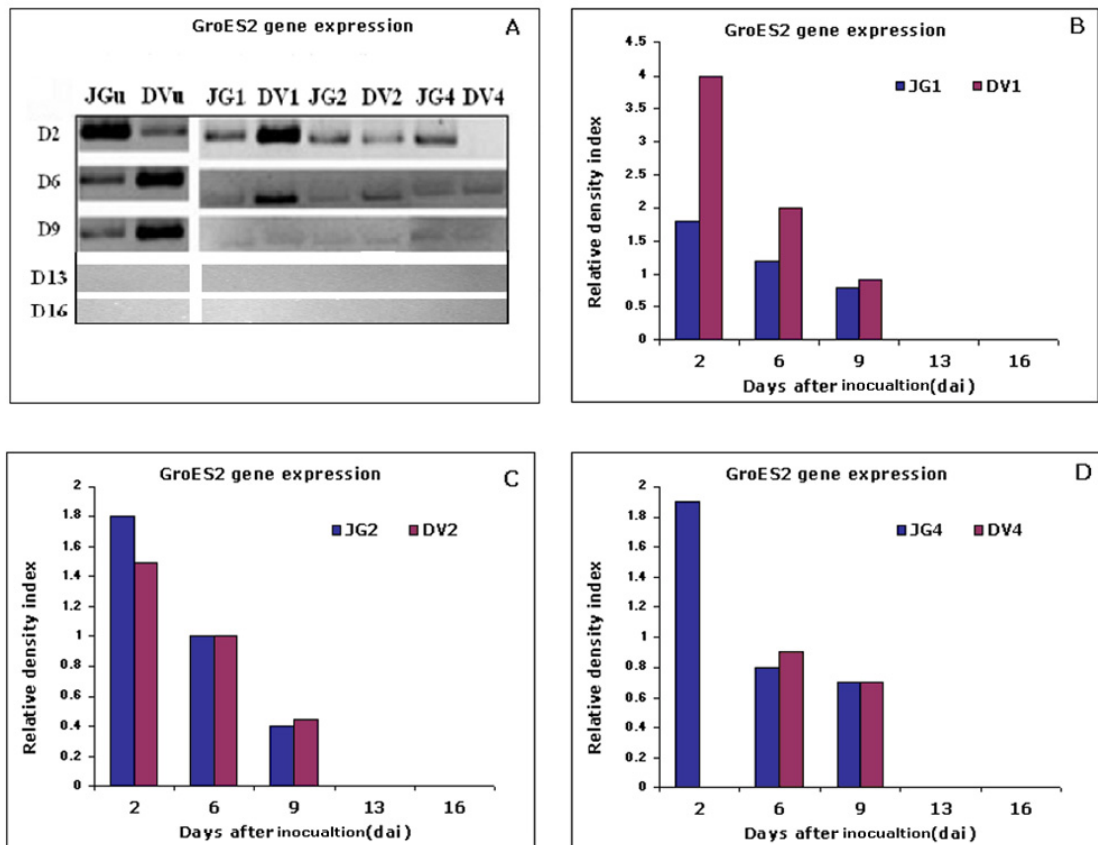 GroES2 gene expression
A
JGu DVu JG1 DV1 JG2 DV2 JG4 DV4
D2
D6
D9
D13
D16
GroES2 gene expression
B
JG1 DV1
Relative density index
4.5
4
3.5
3
2.5
2
1.5
1
0.5
0
2 6 9 13 16
Days after inocualtion(dai)
GroES2 gene expression
C
JG2 DV2
Relative density index
2
1.8
1.6
1.4
1.2
1
0.8
0.6
0.4
0.2
0
2 6 9 13 16
Days after inocualtion(dai)
GroES2 gene expression
D
JG4 DV4
Relative density index
2
1.8
1.6
1.4
1.2
1
0.8
0.6
0.4
0.2
0
2 6 9 13 16
Days after inocualtion(dai)